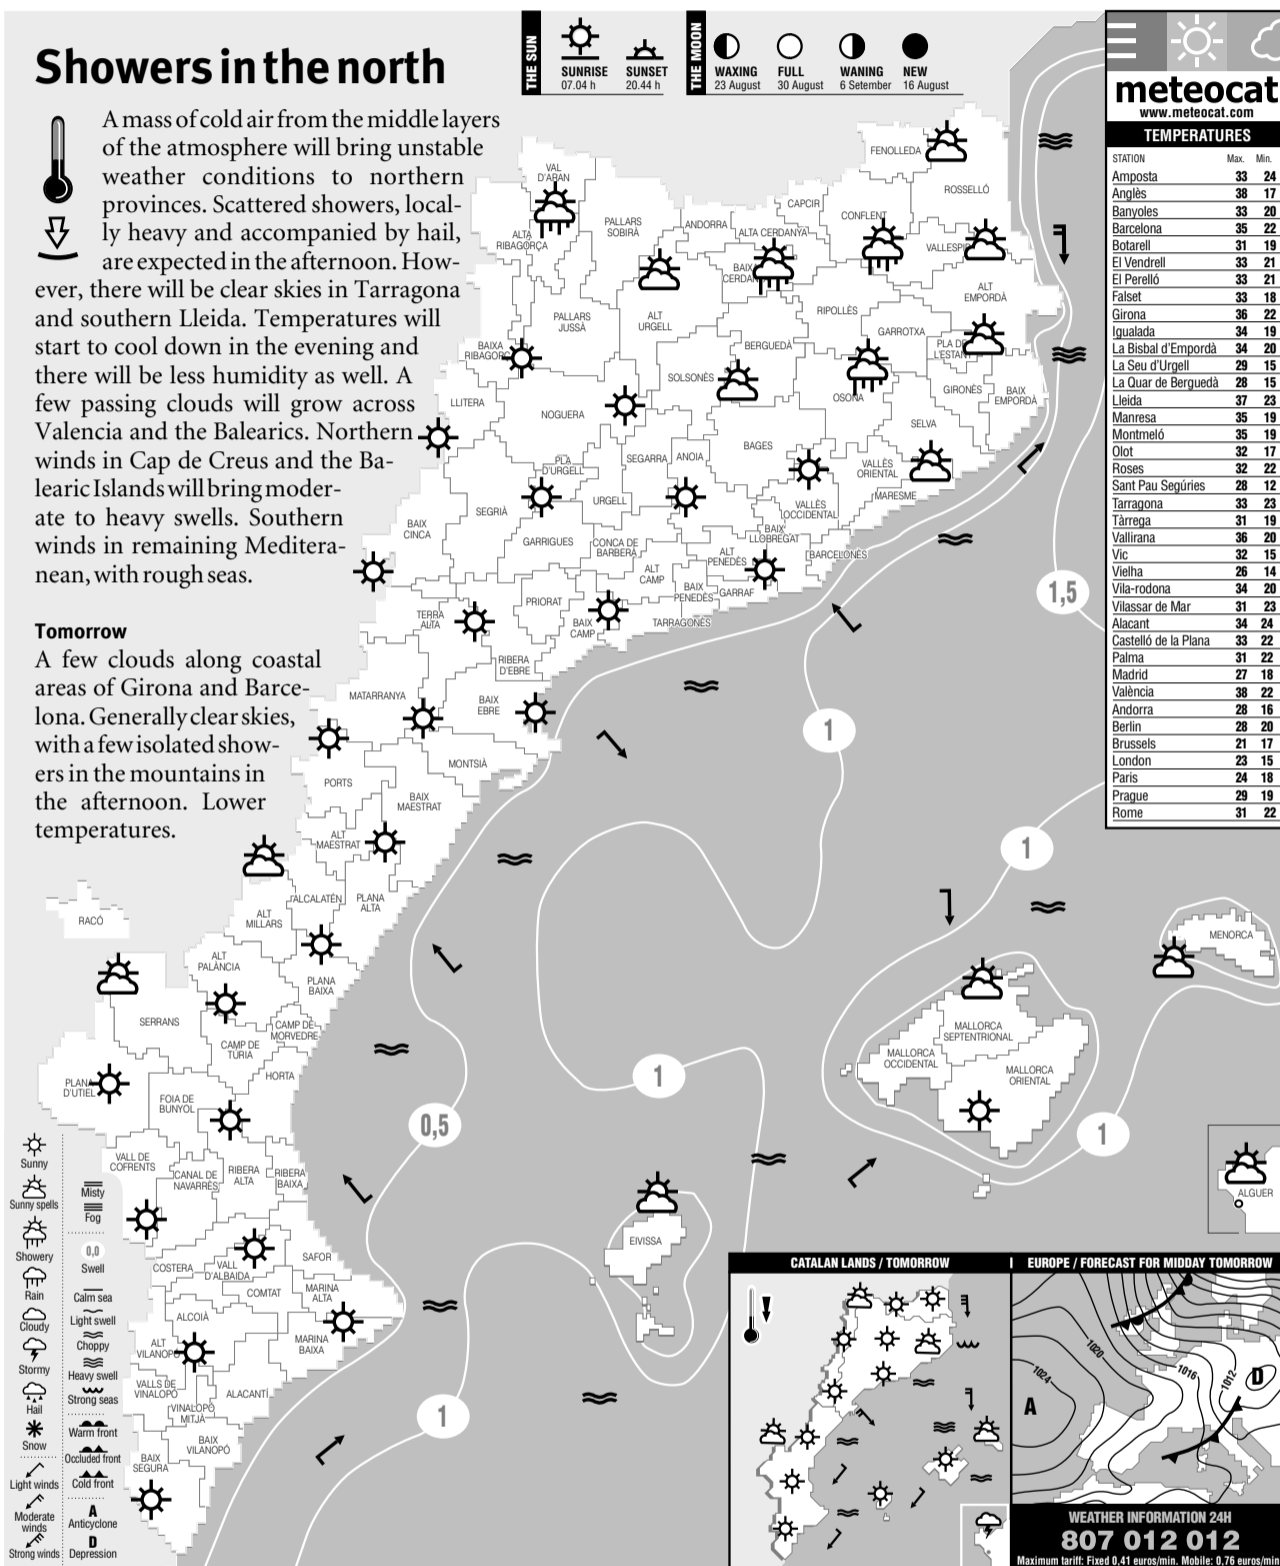 Showers in the north
A mass of cold air from the middle layers
of the atmosphere will bring unstable
weather conditions to northern
provinces. Scattered showers, local-
ly heavy and accompanied by hail,
are expected in the afternoon. How-
ever, there will be clear skies in Tarragona
and southern Lleida. Temperatures will
start to cool down in the evening and
there will be less humidity as well. A
few passing clouds will grow across
Valencia and the Balearics. Northern
winds in Cap de Creus and the Ba-
learic Islands will bring moder-
ate to heavy swells. Southern
winds in remaining Meditera-
nean, with rough seas.
Tomorrow
A few clouds along coastal
areas of Girona and Barce-
lona. Generally clear skies,
with a few isolated show-
ers in the mountains in
the afternoon. Lower
temperatures.
THE SUN
SUNRISE
07.04 h
SUNSET
20.44 h
THE MOON
WAXING
23 August
FULL
30 August
WANING
6 Setember
NEW
16 August
meteocat
www.meteocat.com
TEMPERATURES
STATION Max. Min.
Amposta 33 24
Anglès 38 17
Banyoles 33 20
Barcelona 35 22
Botarell 31 19
El Vendrell 33 21
El Perelló 33 21
Falset 33 18
Girona 36 22
Igualada 34 19
La Bisbal d'Empordà 34 20
La Seu d'Urgell 29 15
La Quar de Berguedà 28 15
Lleida 37 23
Manresa 35 19
Montmeló 35 19
Olot 32 17
Roses 32 22
Sant Pau Segúries 28 12
Tarragona 33 23
Tàrrega 31 19
Vallirana 36 20
Vic 32 15
Vielha 26 14
Vila-rodona 34 20
Vilassar de Mar 31 23
Alacant 34 24
Castelló de la Plana 33 22
Palma 31 22
Madrid 27 18
València 38 22
Andorra 28 16
Berlin 28 20
Brussels 21 17
London 23 15
Paris 24 18
Prague 29 19
Rome 31 22
FENOLLEDA
ROSSELLÓ
VAL
D'ARAN
ALTA
RIBAGORÇA
PALLARS
SOBIRÀ
ANDORRA
CAPCIR
ALTA CERDANYA
CONFLENT
VALLESPIR
BAIXA
ALT
EMPORDÀ
PALLARS
JUSSÀ
ALT
URGELL
RIPOLLÈS
GARROTXA
PLA DE
L'ESTANY
BAIXA
BERGUEDÀ
SOLSONÈS
OSONA
GIRONÈS
BAIX
EMPORDÀ
LLITERA
NOGUERA
SELVA
BAGES
SEGARRA
ANOIA
PLA
D'URGELL
VALLÈS
ORIENTAL
MARESME
URGELL
SEGRIÀ
VALLÈS
OCCIDENTAL
BAIX
CINCA
GARRIGUES
CONCA DE
BARBERÀ
BAIX
LLOBREGAT
BARCELONÈS
ALT
PENEDÈS
ALT
CAMP
BAIX
PENEDÈS
GARRAF
PRIORAT
TERRA
ALTA
BAIX
CAMP
TARRAGONÈS
RIBERA
D'EBRE
MATARRANYA
BAIX
EBRE
MONTSIÀ
PORTS
BAIX
MAESTRAT
ALT
MAESTRAT
L'ALCALATÉN
PLANA
ALTA
ALT
MILLARS
RACÓ
ALT
PALÀNCIA
PLANA
BAIXA
SERRANS
CAMP DE
MORVEDRE
CAMP DE
TÚRIA
HORTA
PLANA
D'UTIEL
FOIA DE
BUNYOL
VALL DE
COFRENTS
CANAL DE
NAVARRÉS
RIBERA
ALTA
RIBERA
BAIXA
SAFOR
COSTERA
VALL
D'ALBAIDA
COMTAT
MARINA
ALTA
ALCOIÀ
MARINA
BAIXA
ALT
VALLS DE
VINALOPÓ
ALACANTÍ
VINALOPÓ
MITJÀ
BAIX
VILANOPÓ
BAIX
SEGURA
MENORCA
MALLORCA
SEPTENTRIONAL
MALLORCA
OCCIDENTAL
MALLORCA
ORIENTAL
EIVISSA
ALGUER
1,5
1
1
1
0,5
1
1
Sunny
Sunny spells
Showery
Rain
Cloudy
Stormy
Hail
Snow
Light winds
Moderate
winds
Strong winds
Misty
Fog
0,0
Swell
Calm sea
Light swell
Choppy
Heavy swell
Strong seas
Warm front
Occluded front
Cold front
A
Anticyclone
D
Depression
CATALAN LANDS / TOMORROW
EUROPE / FORECAST FOR MIDDAY TOMORROW
1024
1020
1016
1012
A
D
WEATHER INFORMATION 24H
807 012 012
Maximum tariff: Fixed 0,41 euros/min. Mobile: 0,76 euros/min